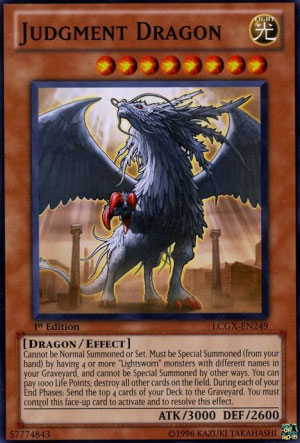 JUDGMENT DRAGON
LIGHT
光
1st Edition
LCGX-EN249
[DRAGON / EFFECT]
Cannot be Normal Summoned or Set. Must be Special Summoned (from your
hand) by having 4 or more "Lightsworn" monsters with different names in
your Graveyard, and cannot be Special Summoned by other ways. You can
pay 1000 Life Points; destroy all other cards on the field. During each of your
End Phases: Send the top 4 cards of your Deck to the Graveyard. You must
control this face-up card to activate and to resolve this effect.
ATK/3000 DEF/2600
57774843
©1996 KAZUKI TAKAHASHI